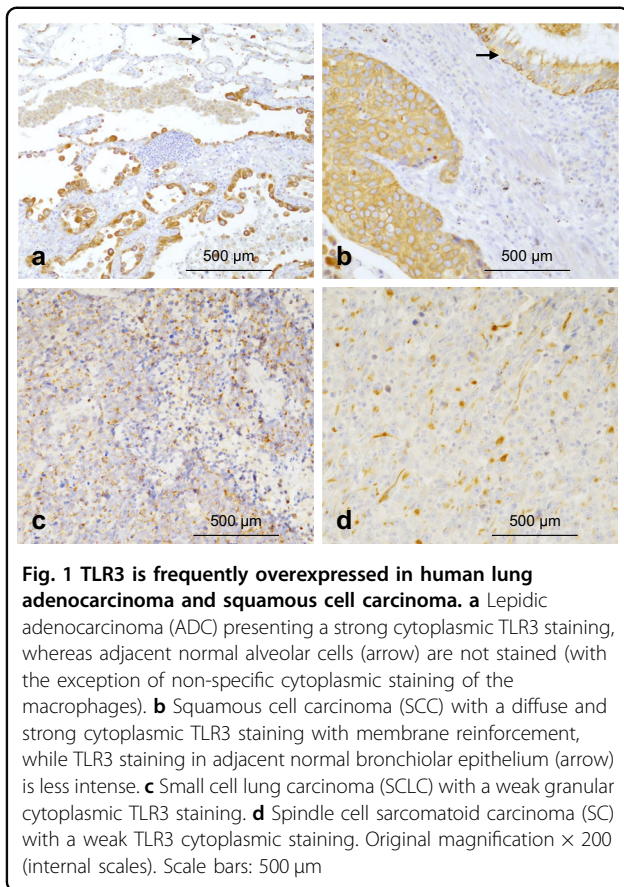 500 µm
a
500 µm
b
500 µm
c
500 µm
d
Fig. 1 TLR3 is frequently overexpressed in human lung
adenocarcinoma and squamous cell carcinoma. a Lepidic
adenocarcinoma (ADC) presenting a strong cytoplasmic TLR3 staining,
whereas adjacent normal alveolar cells (arrow) are not stained (with
the exception of non-specific cytoplasmic staining of the
macrophages). b Squamous cell carcinoma (SCC) with a diffuse and
strong cytoplasmic TLR3 staining with membrane reinforcement,
while TLR3 staining in adjacent normal bronchiolar epithelium (arrow)
is less intense. c Small cell lung carcinoma (SCLC) with a weak granular
cytoplasmic TLR3 staining. d Spindle cell sarcomatoid carcinoma (SC)
with a weak TLR3 cytoplasmic staining. Original magnification × 200
(internal scales). Scale bars: 500 µm